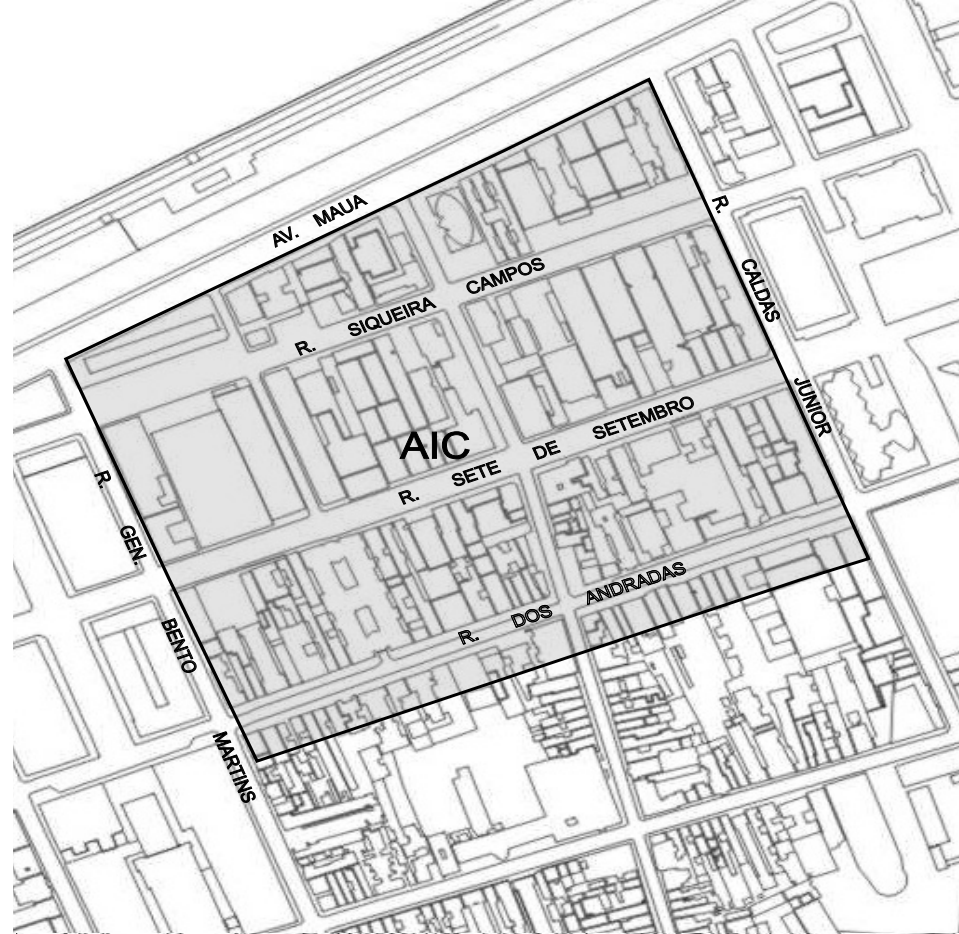 AV. MAUA
R. SIQUEIRA CAMPOS
R. CALDAS JUNIOR
AIC
R. SETE DE SETEMBRO
R. GEN. BENTO MARTINS
R. DOS ANDRADAS